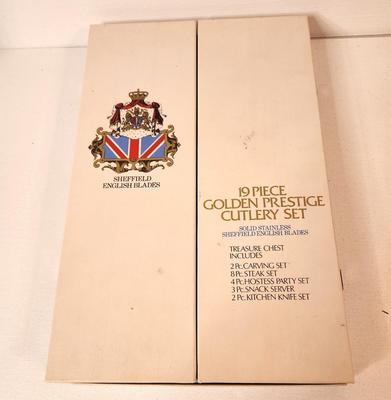 SHEFFIELD
ENGLISH BLADES
19 PIECE
GOLDEN PRESTIGE
CUTLERY SET
SOLID STAINLESS
SHEFFIELD ENGLISH BLADES
TREASURE CHEST
INCLUDES
2 Pc. CARVING SET
8 Pc. STEAK SET
4 Pc. HOSTESS PARTY SET
3 Pc. SNACK SERVER
2 Pc. KITCHEN KNIFE SET